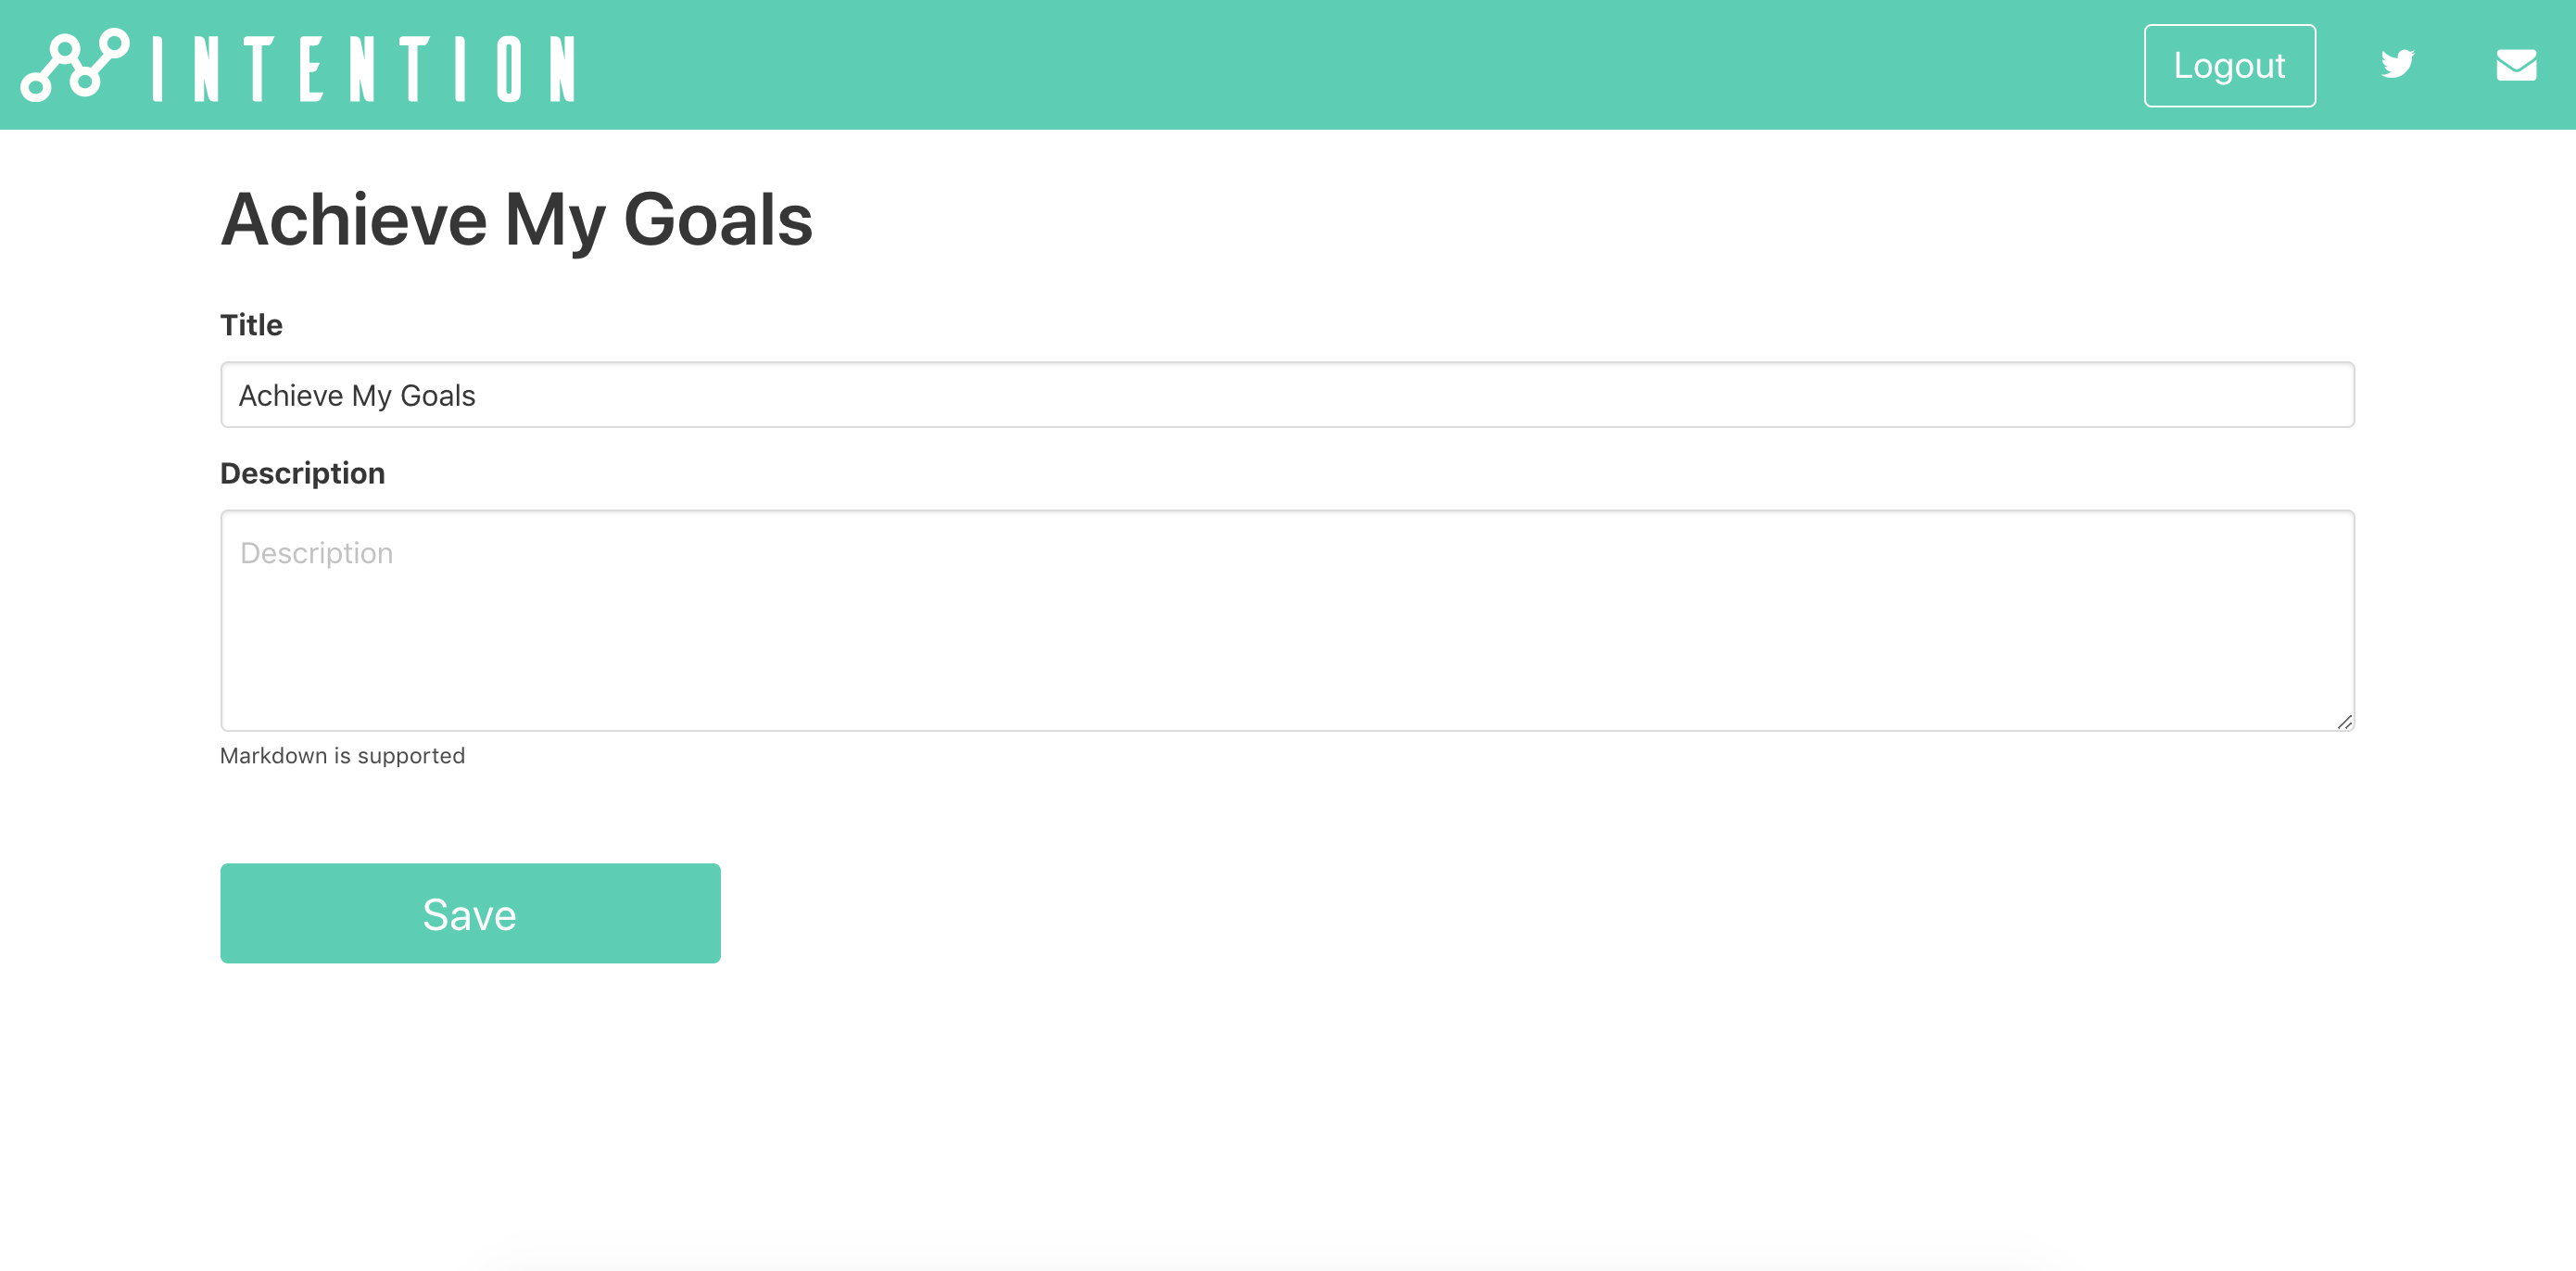 INTENTION
Logout
Achieve My Goals
Title
Achieve My Goals
Description
Description
Markdown is supported
Save